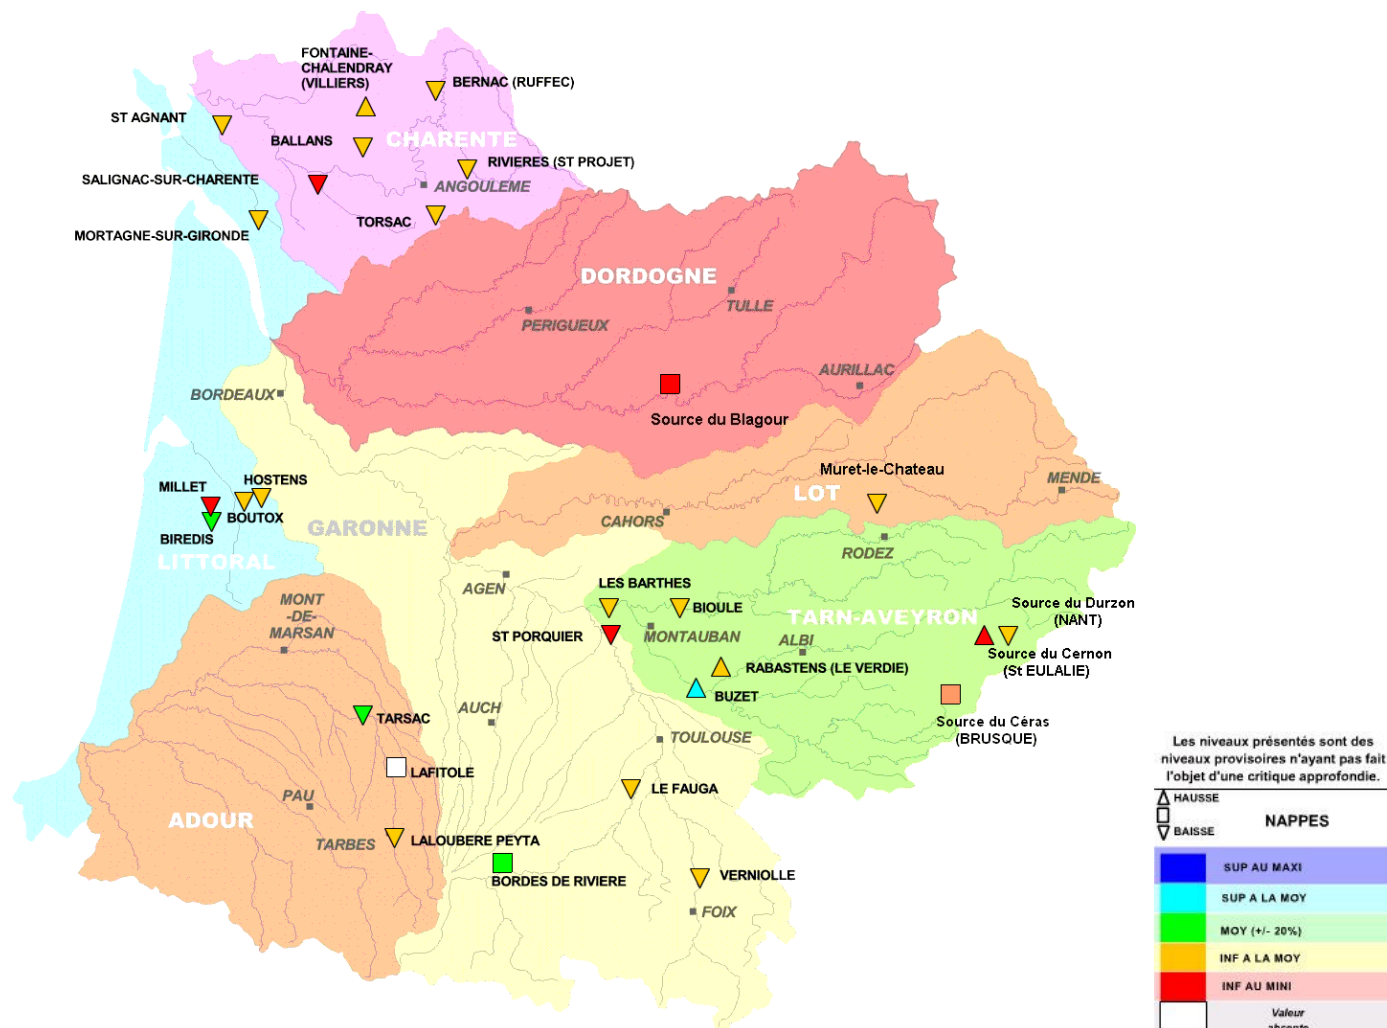 FONTAINE-
CHALENDRAY
(VILLIERS)
BERNAC (RUFFEC)
ST AGNANT
BALLANS
CHARENTE
RIVIERES (ST PROJET)
SALIGNAC-SUR-CHARENTE
ANGOULEME
TORSAC
MORTAGNE-SUR-GIRONDE
DORDOGNE
TULLE
PERIGUEUX
AURILLAC
BORDEAUX
Source du Blagour
Muret-le-Chateau
HOSTENS
MILLET
MENDE
LOT
BOUTOX
CAHORS
GARONNE
BIREDIS
RODEZ
LITTORAL
AGEN
LES BARTHES
MONT
-DE-
MARSAN
BIOULE
Source du Durzon
(NANT)
TARN-AVEYRON
ST PORQUIER
MONTAUBAN
ALBI
Source du Cernon
(St EULALIE)
RABASTENS (LE VERDIE)
BUZET
AUCH
TARSAC
Source du Céras
(BRUSQUE)
TOULOUSE
LAFITOLE
LE FAUGA
PAU
ADOUR
TARBES
LALOUBERE PEYTA
BORDES DE RIVIERE
VERNIOLLE
FOIX
Les niveaux présentés sont des
niveaux provisoires n'ayant pas fait
l'objet d'une critique approfondie.
HAUSSE
NAPPES
BAISSE
SUP AU MAXI
SUP A LA MOY
MOY (+/- 20%)
INF A LA MOY
INF AU MINI
Valeur
absente